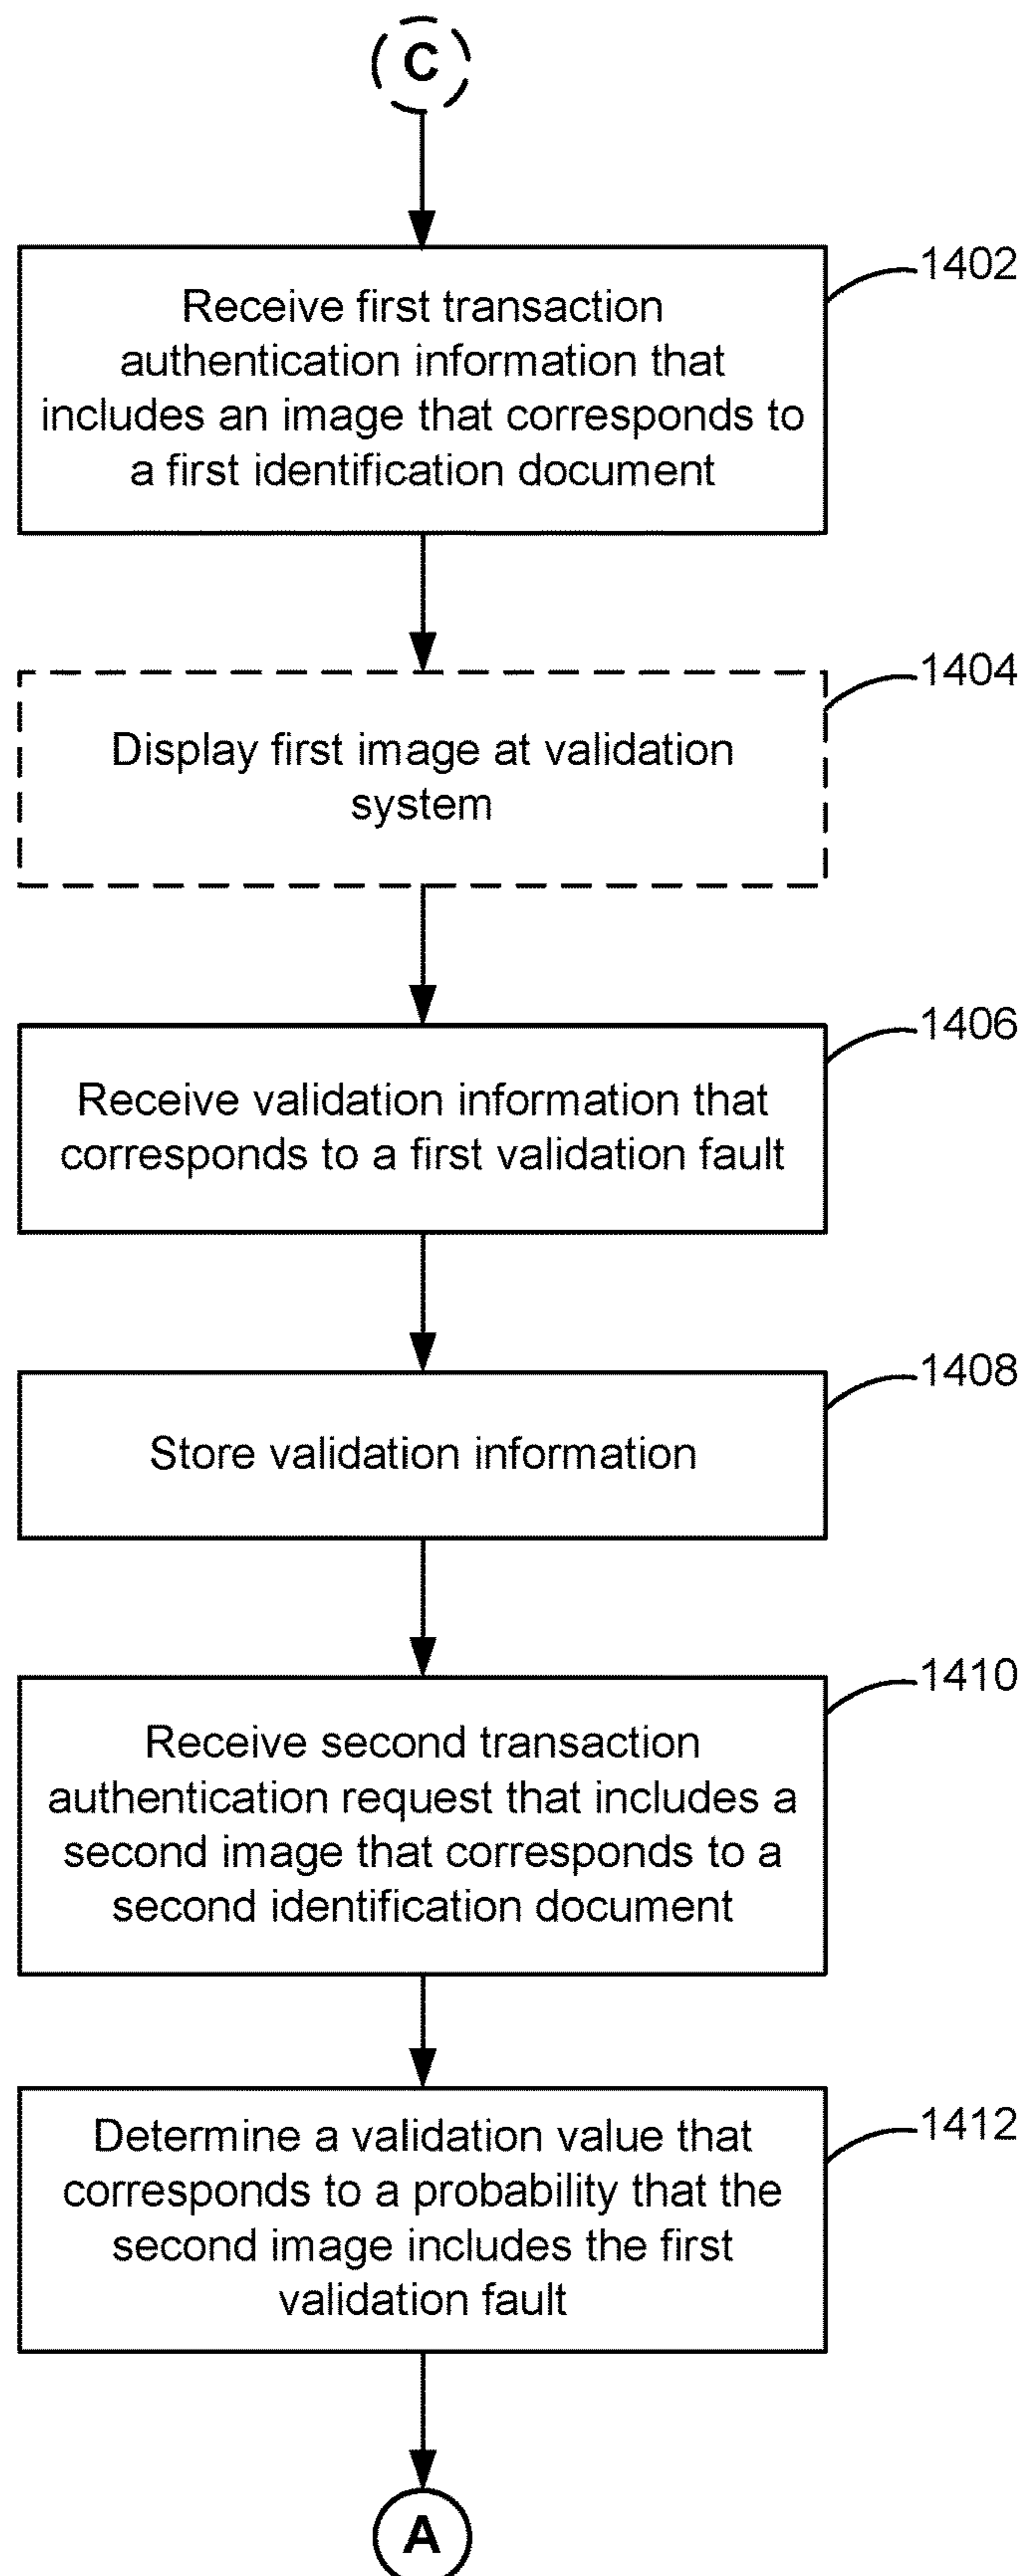 C
1402
Receive first transaction
authentication information that
includes an image that corresponds to
a first identification document
1404
Display first image at validation
system
1406
Receive validation information that
corresponds to a first validation fault
1408
Store validation information
1410
Receive second transaction
authentication request that includes a
second image that corresponds to a
second identification document
1412
Determine a validation value that
corresponds to a probability that the
second image includes the first
validation fault
A